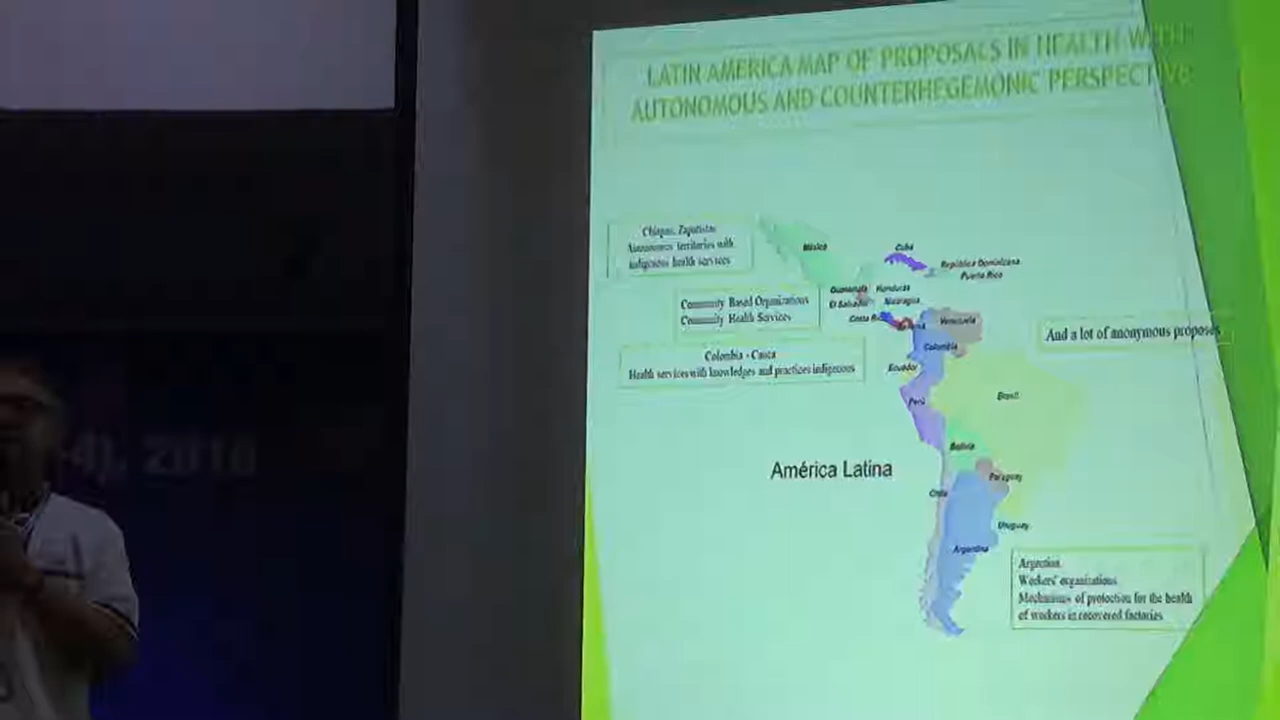 LATIN AMERICA MAP OF PROPOSALS IN HEALTH WITH
AUTONOMOUS AND COUNTERHEGEMONIC PERSPECTIVE
Chiapas, Zapatistas
Autonomous territories with
indigenous health services
México
Cuba
República Dominicana
Puerto Rico
Guatemala
Honduras
El Salvador
Nicaragua
Community Based Organizations
Community Health Services
Costa
Venezuela
And a lot of anonymous proposes
Colombia
Colombia - Cauca
Health services with knowledges and practices indigenous
Ecuador
Perú
Brasil
Bolivia
América Latina
Paraguay
Chile
Uruguay
Argentina
Argention
Workers' organizations
Mechanisms of protection for the health
of workers in recovered factories
2018